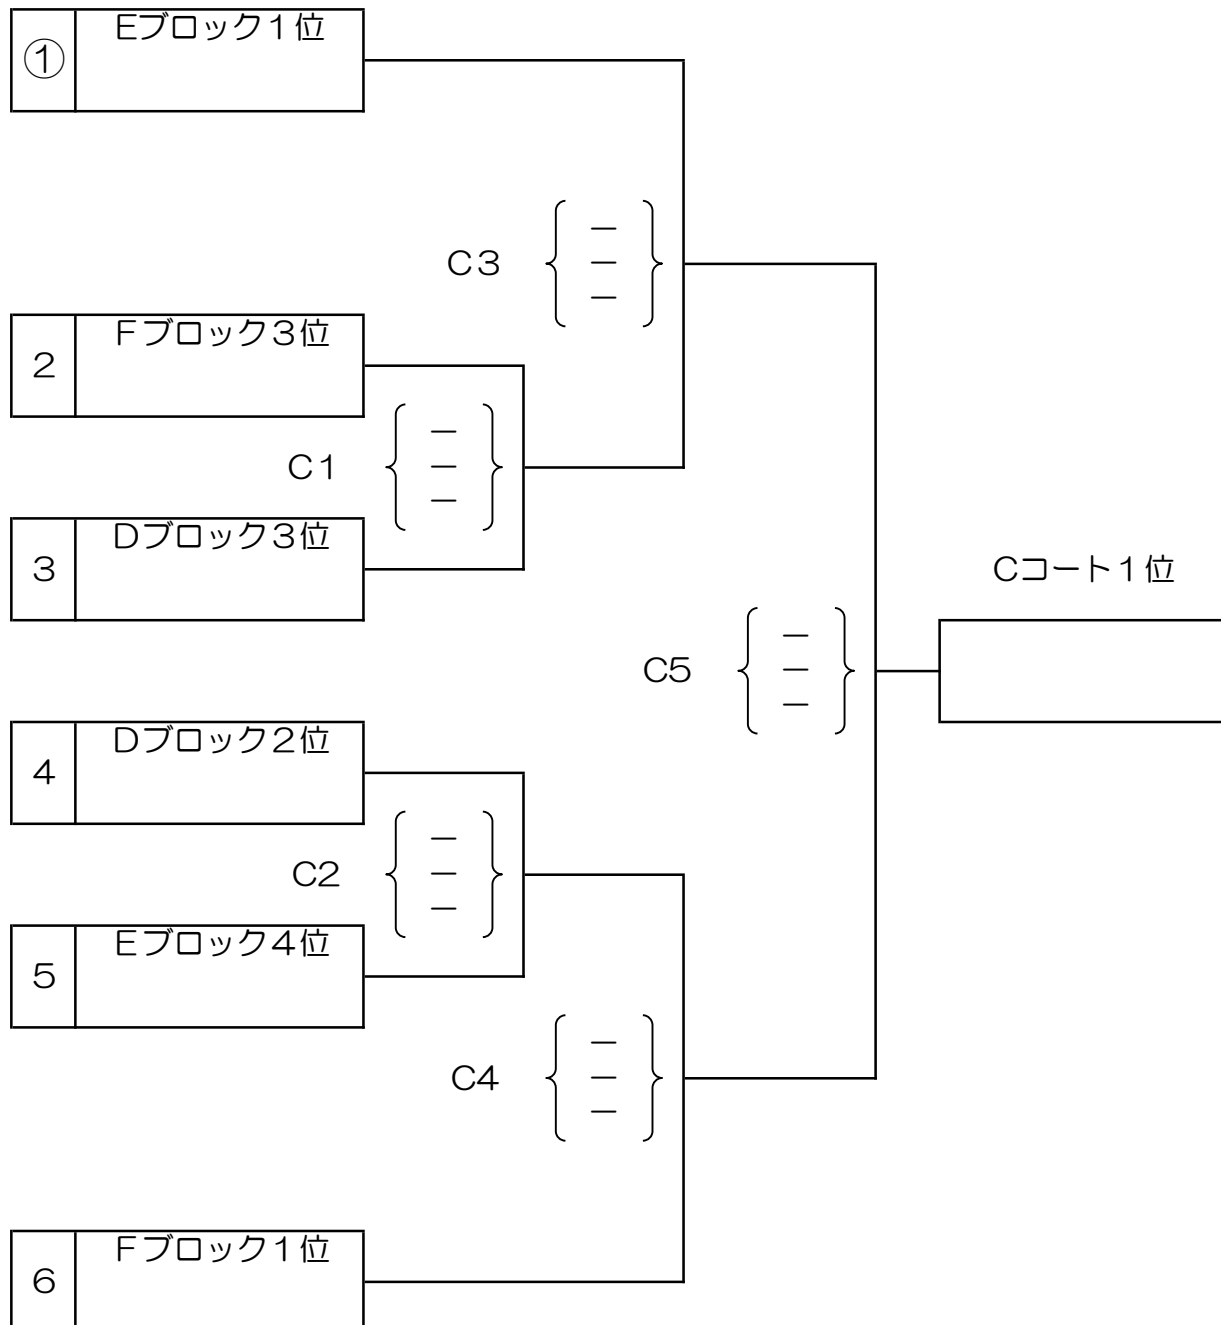 ① Eブロック１位
C３
２ Fブロック３位
C１
３ Dブロック３位
Cコート１位
C5
４ Dブロック２位
C2
５ Eブロック４位
C4
６ Fブロック１位